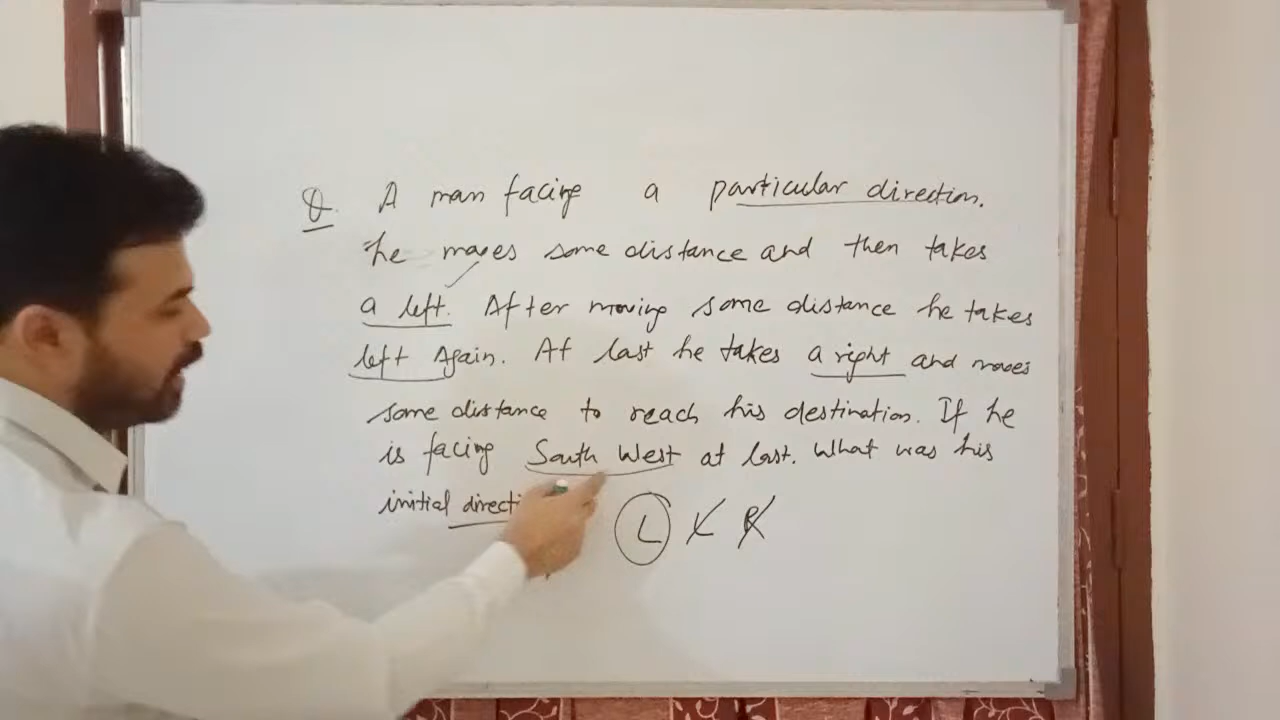 Q. A man facing a particular direction.
he moves some distance and then takes
a left. After moving some distance he takes
left Again. At last he takes a right and moves
some distance to reach his destination. If he
is facing South West at last. What was his
initial directi
L L R